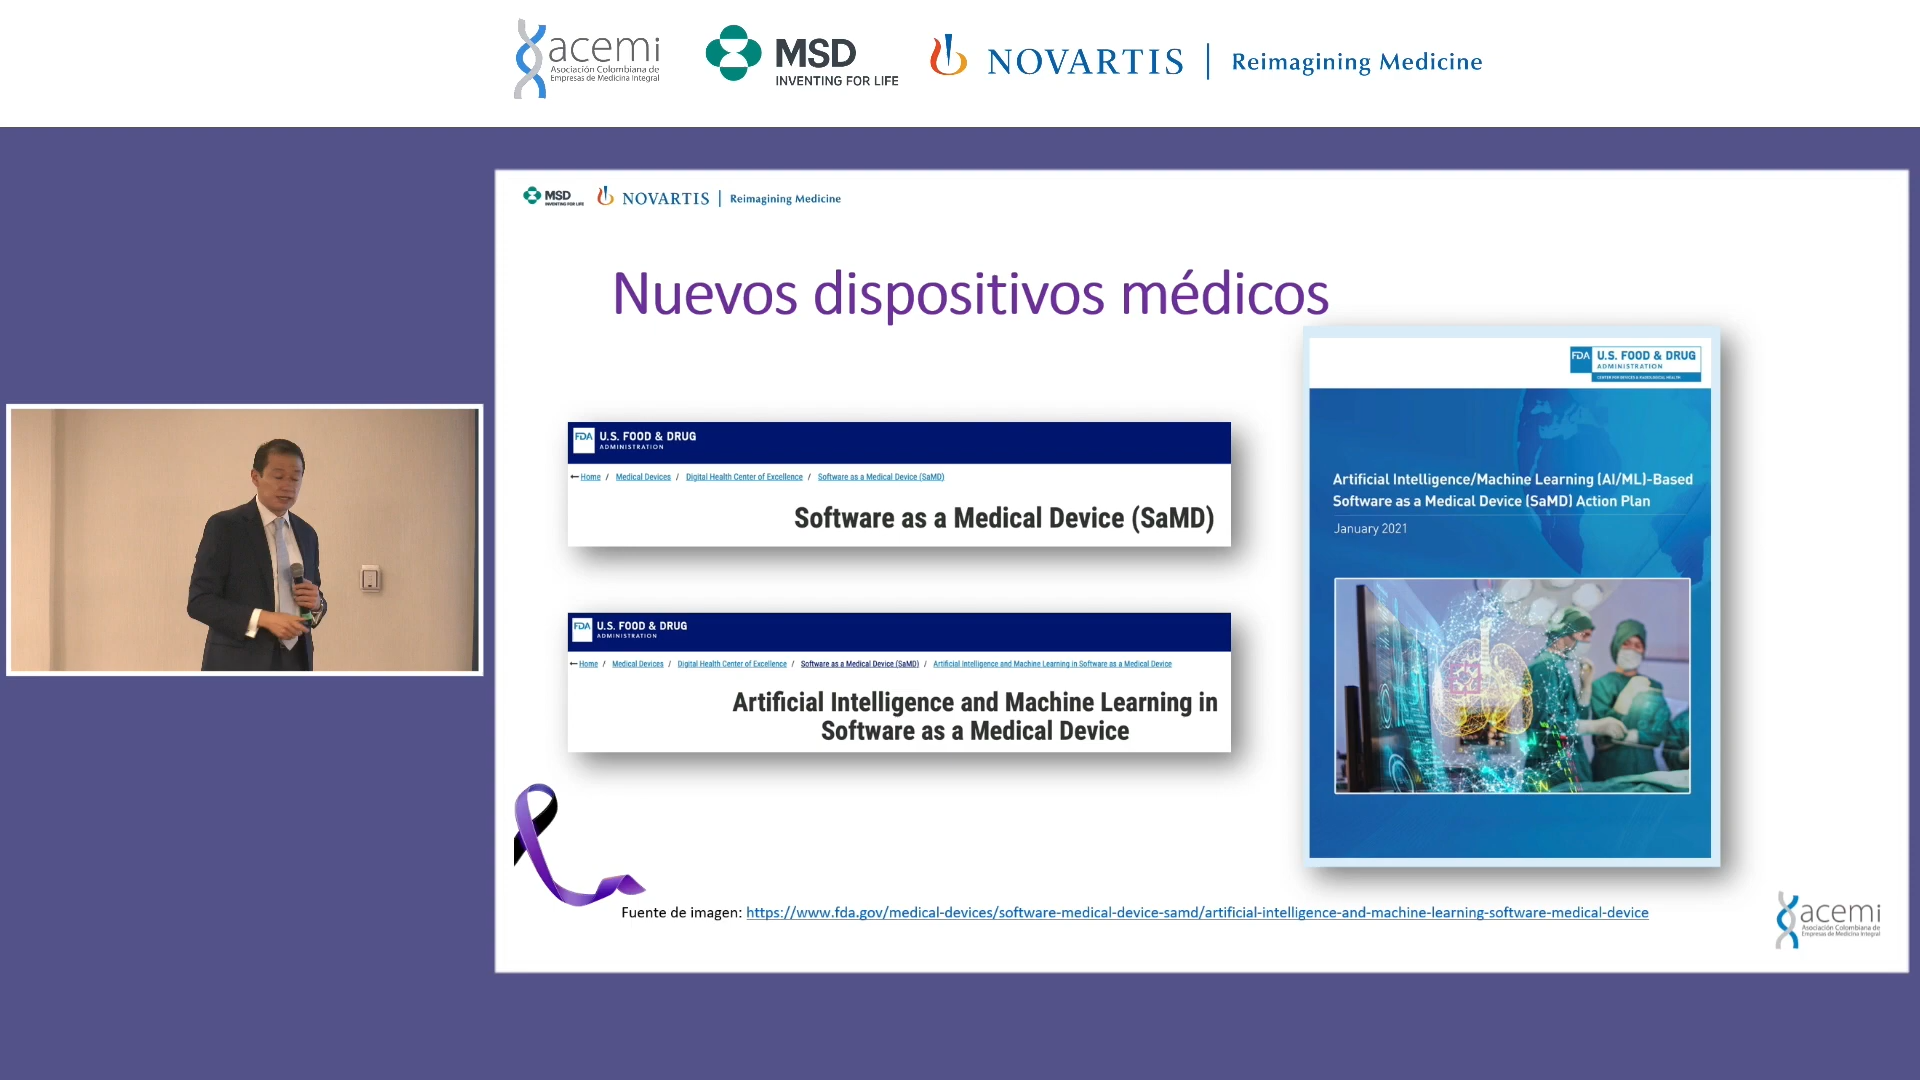 acemi
Asociación Colombiana de
Empresas de Medicina Integral
MSD
INVENTING FOR LIFE
NOVARTIS | Reimagining Medicine
MSD
INVENTING FOR LIFE
NOVARTIS | Reimagining Medicine
Nuevos dispositivos médicos
FDA U.S. FOOD & DRUG
ADMINISTRATION
Home / Medical Devices / Digital Health Center of Excellence / Software as a Medical Device (SaMD)
Software as a Medical Device (SaMD)
FDA U.S. FOOD & DRUG
ADMINISTRATION
Home / Medical Devices / Digital Health Center of Excellence / Software as a Medical Device (SaMD) / Artificial Intelligence and Machine Learning in Software as a Medical Device
Artificial Intelligence and Machine Learning in
Software as a Medical Device
FDA U.S. FOOD & DRUG
ADMINISTRATION
CENTER FOR DEVICES & RADIOLOGICAL HEALTH
Artificial Intelligence/Machine Learning (AI/ML)-Based
Software as a Medical Device (SaMD) Action Plan
January 2021
Fuente de imagen: https://www.fda.gov/medical-devices/software-medical-device-samd/artificial-intelligence-and-machine-learning-software-medical-device
acemi
Asociación Colombiana de
Empresas de Medicina Integral